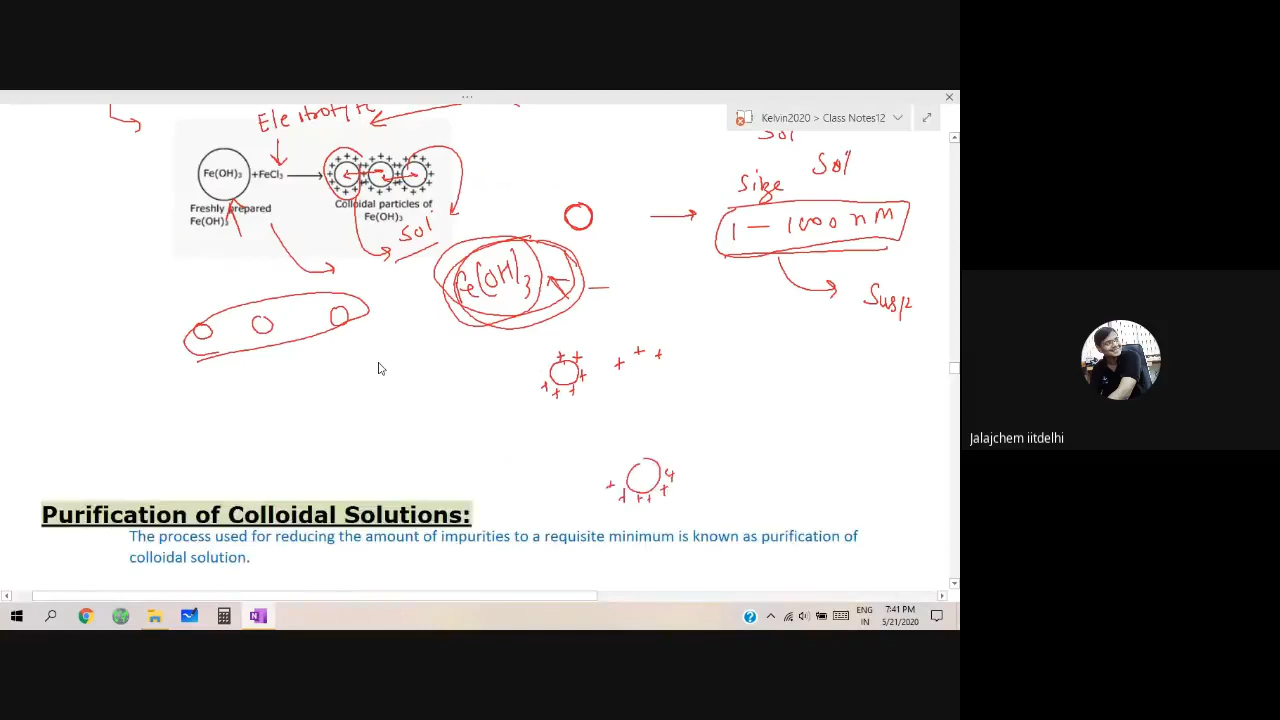 Kelvin2020 > Class Notes12
Sol
Sol
Size
1 - 1000 nM
Susp
Fe(OH)3
+FeCl3
Freshly prepared
Fe(OH)3
Colloidal particles of
Fe(OH)3
Sol
Fe(OH)3
Purification of Colloidal Solutions:
The process used for reducing the amount of impurities to a requisite minimum is known as purification of
colloidal solution.
Jalajchem iitdelhi
ENG
IN
7:41 PM
5/21/2020